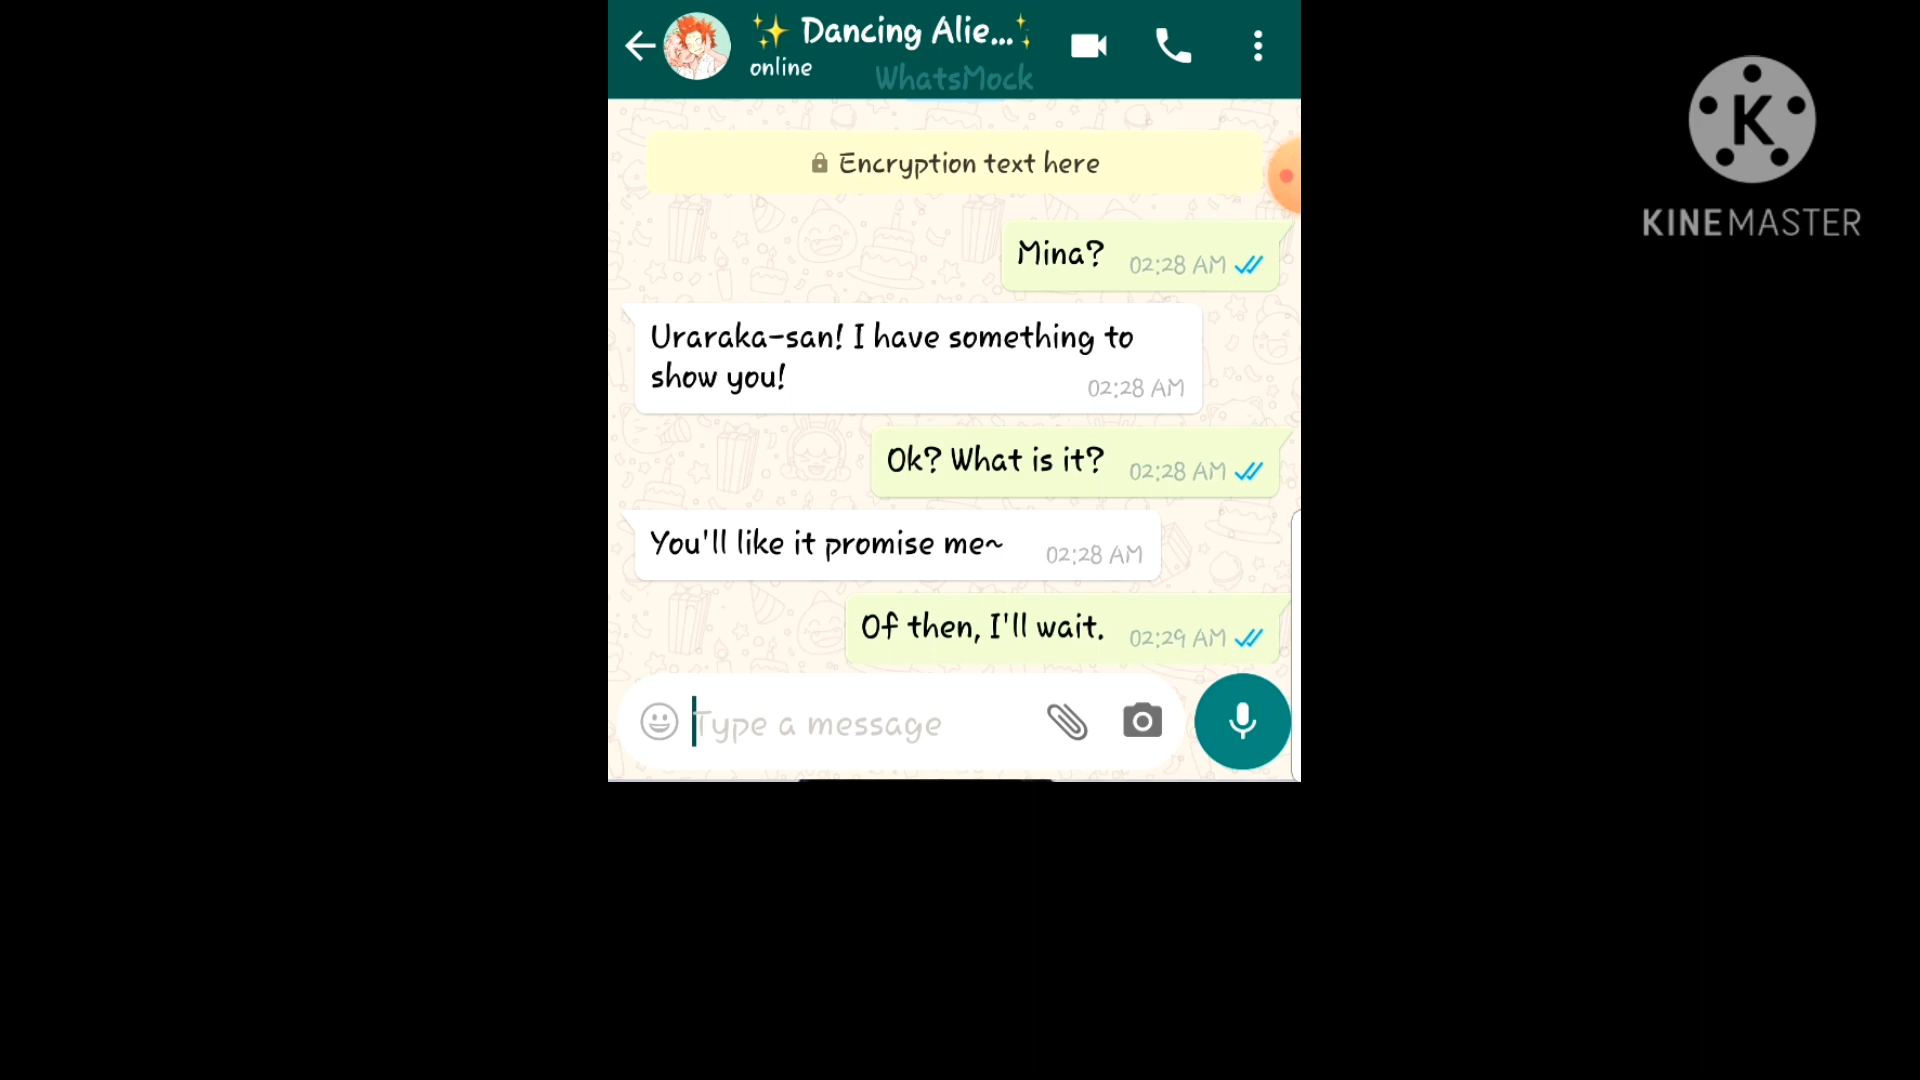 ✨ Dancing Alie...✨
online
WhatsMock
KINEMASTER
Encryption text here
Mina? 02:28 AM
Uraraka-san! I have something to
show you! 02:28 AM
Ok? What is it? 02:28 AM
You'll like it promise me~ 02:28 AM
Of then, I'll wait. 02:29 AM
Type a message